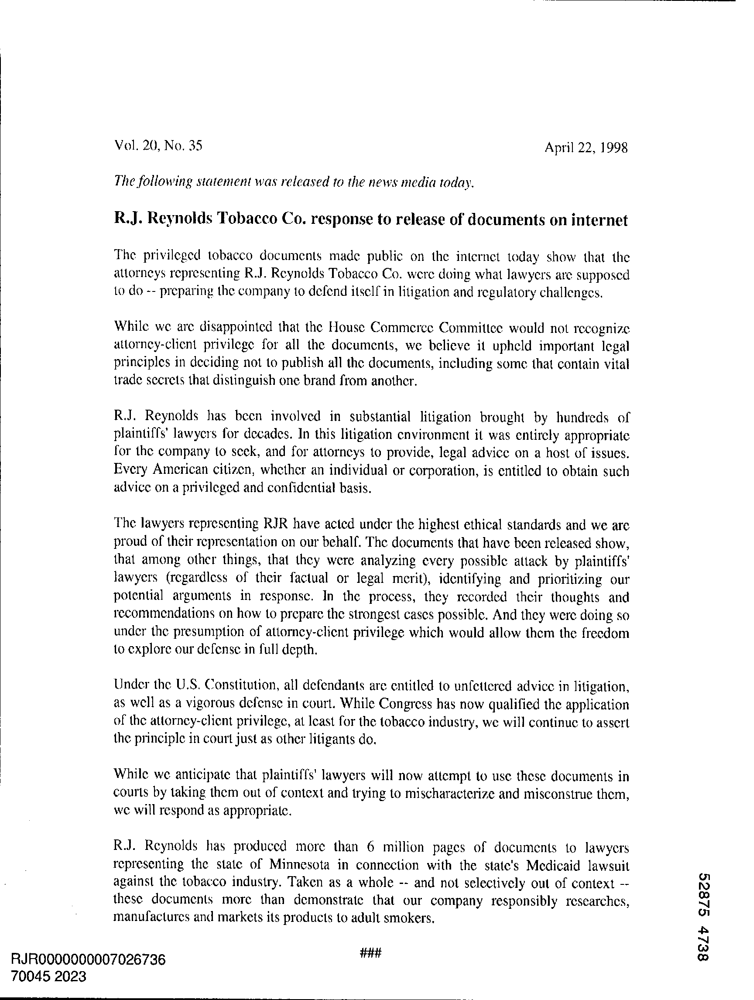 Vol. 20, No. 35
April 22, 1998
The following statement was released to the news media today.
R.J. Reynolds Tobacco Co. response to release of documents on internet
The privileged tobacco documents made public on the internet today show that the
attorneys representing R.J. Reynolds Tobacco Co. were doing what lawyers are supposed
to do -- preparing the company to defend itself in litigation and regulatory challenges.
While we are disappointed that the House Commerce Committee would not recognize
attorney-client privilege for all the documents, we believe it upheld important legal
principles in deciding not to publish all the documents, including some that contain vital
trade secrets that distinguish one brand from another.
R.J. Reynolds has been involved in substantial litigation brought by hundreds of
plaintiffs' lawyers for decades. In this litigation environment it was entirely appropriate
for the company to seek, and for attorneys to provide, legal advice on a host of issues.
Every American citizen, whether an individual or corporation, is entitled to obtain such
advice on a privileged and confidential basis.
The lawyers representing RJR have acted under the highest ethical standards and we are
proud of their representation on our behalf. The documents that have been released show,
that among other things, that they were analyzing every possible attack by plaintiffs'
lawyers (regardless of their factual or legal merit), identifying and prioritizing our
potential arguments in response. In the process, they recorded their thoughts and
recommendations on how to prepare the strongest cases possible. And they were doing so
under the presumption of attorney-client privilege which would allow them the freedom
to explore our defense in full depth.
Under the U.S. Constitution, all defendants are entitled to unfettered advice in litigation,
as well as a vigorous defense in court. While Congress has now qualified the application
of the attorney-client privilege, at least for the tobacco industry, we will continue to assert
the principle in court just as other litigants do.
While we anticipate that plaintiffs' lawyers will now attempt to use these documents in
courts by taking them out of context and trying to mischaracterize and misconstrue them,
we will respond as appropriate.
R.J. Reynolds has produced more than 6 million pages of documents to lawyers
representing the state of Minnesota in connection with the state's Medicaid lawsuit
against the tobacco industry. Taken as a whole -- and not selectively out of context --
these documents more than demonstrate that our company responsibly researches,
manufactures and markets its products to adult smokers.
###
52875 4738
RJR0000000007026736
70045 2023